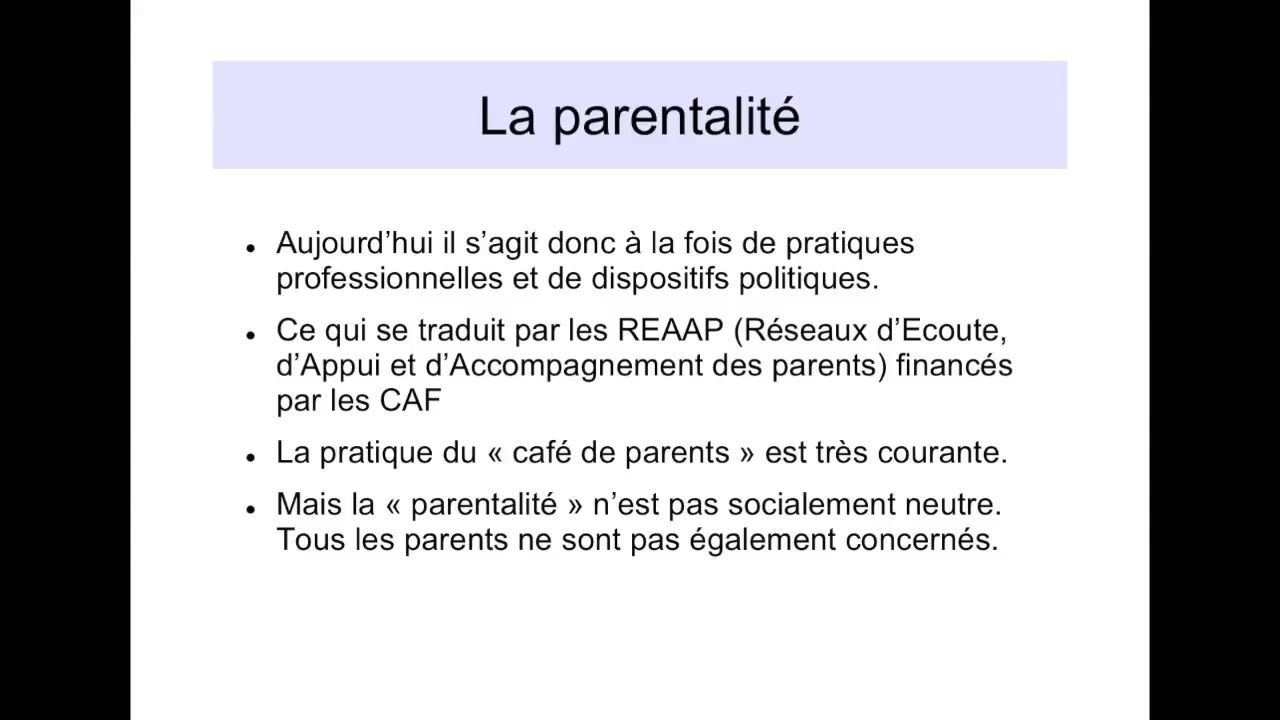 La parentalité
• Aujourd’hui il s’agit donc à la fois de pratiques
professionnelles et de dispositifs politiques.
• Ce qui se traduit par les REAAP (Réseaux d’Ecoute,
d’Appui et d’Accompagnement des parents) financés
par les CAF
• La pratique du « café de parents » est très courante.
• Mais la « parentalité » n’est pas socialement neutre.
Tous les parents ne sont pas également concernés.